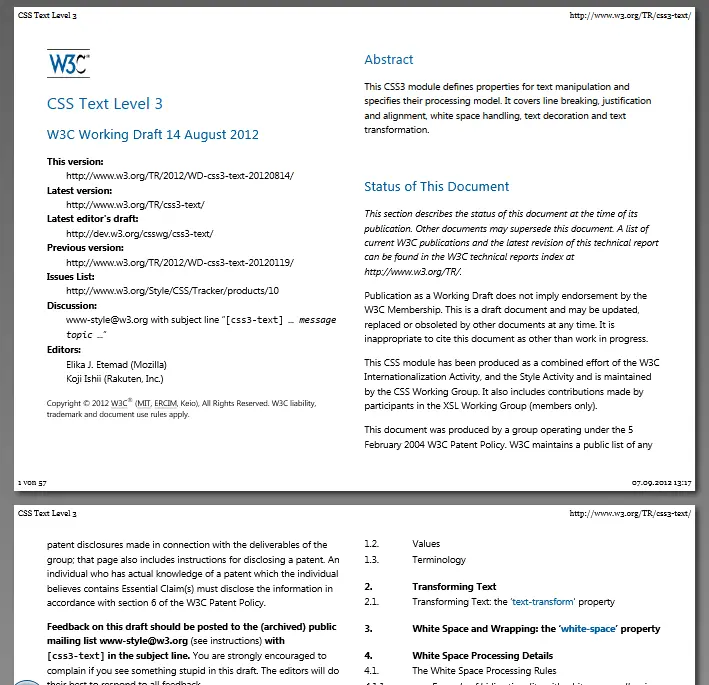 CSS Text Level 3
http://www.w3.org/TR/css3-text/
W3C®
CSS Text Level 3
W3C Working Draft 14 August 2012
This version:
http://www.w3.org/TR/2012/WD-css3-text-20120814/
Latest version:
http://www.w3.org/TR/css3-text/
Latest editor's draft:
http://dev.w3.org/csswg/css3-text/
Previous version:
http://www.w3.org/TR/2012/WD-css3-text-20120119/
Issues List:
http://www.w3.org/Style/CSS/Tracker/products/10
Discussion:
www-style@w3.org with subject line “[css3-text] … message
topic …”
Editors:
Elika J. Etemad (Mozilla)
Koji Ishii (Rakuten, Inc.)
Copyright © 2012 W3C® (MIT, ERCIM, Keio), All Rights Reserved. W3C liability,
trademark and document use rules apply.
Abstract
This CSS3 module defines properties for text manipulation and
specifies their processing model. It covers line breaking, justification
and alignment, white space handling, text decoration and text
transformation.
Status of This Document
This section describes the status of this document at the time of its
publication. Other documents may supersede this document. A list of
current W3C publications and the latest revision of this technical report
can be found in the W3C technical reports index at
http://www.w3.org/TR/.
Publication as a Working Draft does not imply endorsement by the
W3C Membership. This is a draft document and may be updated,
replaced or obsoleted by other documents at any time. It is
inappropriate to cite this document as other than work in progress.
This CSS module has been produced as a combined effort of the W3C
Internationalization Activity, and the Style Activity and is maintained
by the CSS Working Group. It also includes contributions made by
participants in the XSL Working Group (members only).
This document was produced by a group operating under the 5
February 2004 W3C Patent Policy. W3C maintains a public list of any
1 von 57
07.09.2012 13:17
CSS Text Level 3
http://www.w3.org/TR/css3-text/
patent disclosures made in connection with the deliverables of the
group; that page also includes instructions for disclosing a patent. An
individual who has actual knowledge of a patent which the individual
believes contains Essential Claim(s) must disclose the information in
accordance with section 6 of the W3C Patent Policy.
Feedback on this draft should be posted to the (archived) public
mailing list www-style@w3.org (see instructions) with
[css3-text] in the subject line. You are strongly encouraged to
complain if you see something stupid in this draft. The editors will do
their best to respond to all feedback.
1.2. Values
1.3. Terminology
2. Transforming Text
2.1. Transforming Text: the ‘text-transform’ property
3. White Space and Wrapping: the ‘white-space’ property
4. White Space Processing Details
4.1. The White Space Processing Rules